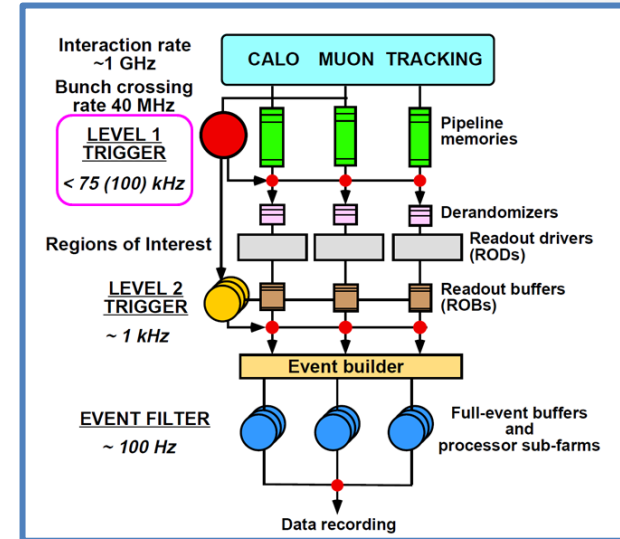 Interaction rate
~1 GHz
CALO MUON TRACKING
Bunch crossing
rate 40 MHz
LEVEL 1
TRIGGER
< 75 (100) kHz
Pipeline
memories
Derandomizers
Regions of Interest
Readout drivers
(RODs)
LEVEL 2
TRIGGER
~ 1 kHz
Readout buffers
(ROBs)
Event builder
EVENT FILTER
~ 100 Hz
Full-event buffers
and
processor sub-farms
Data recording